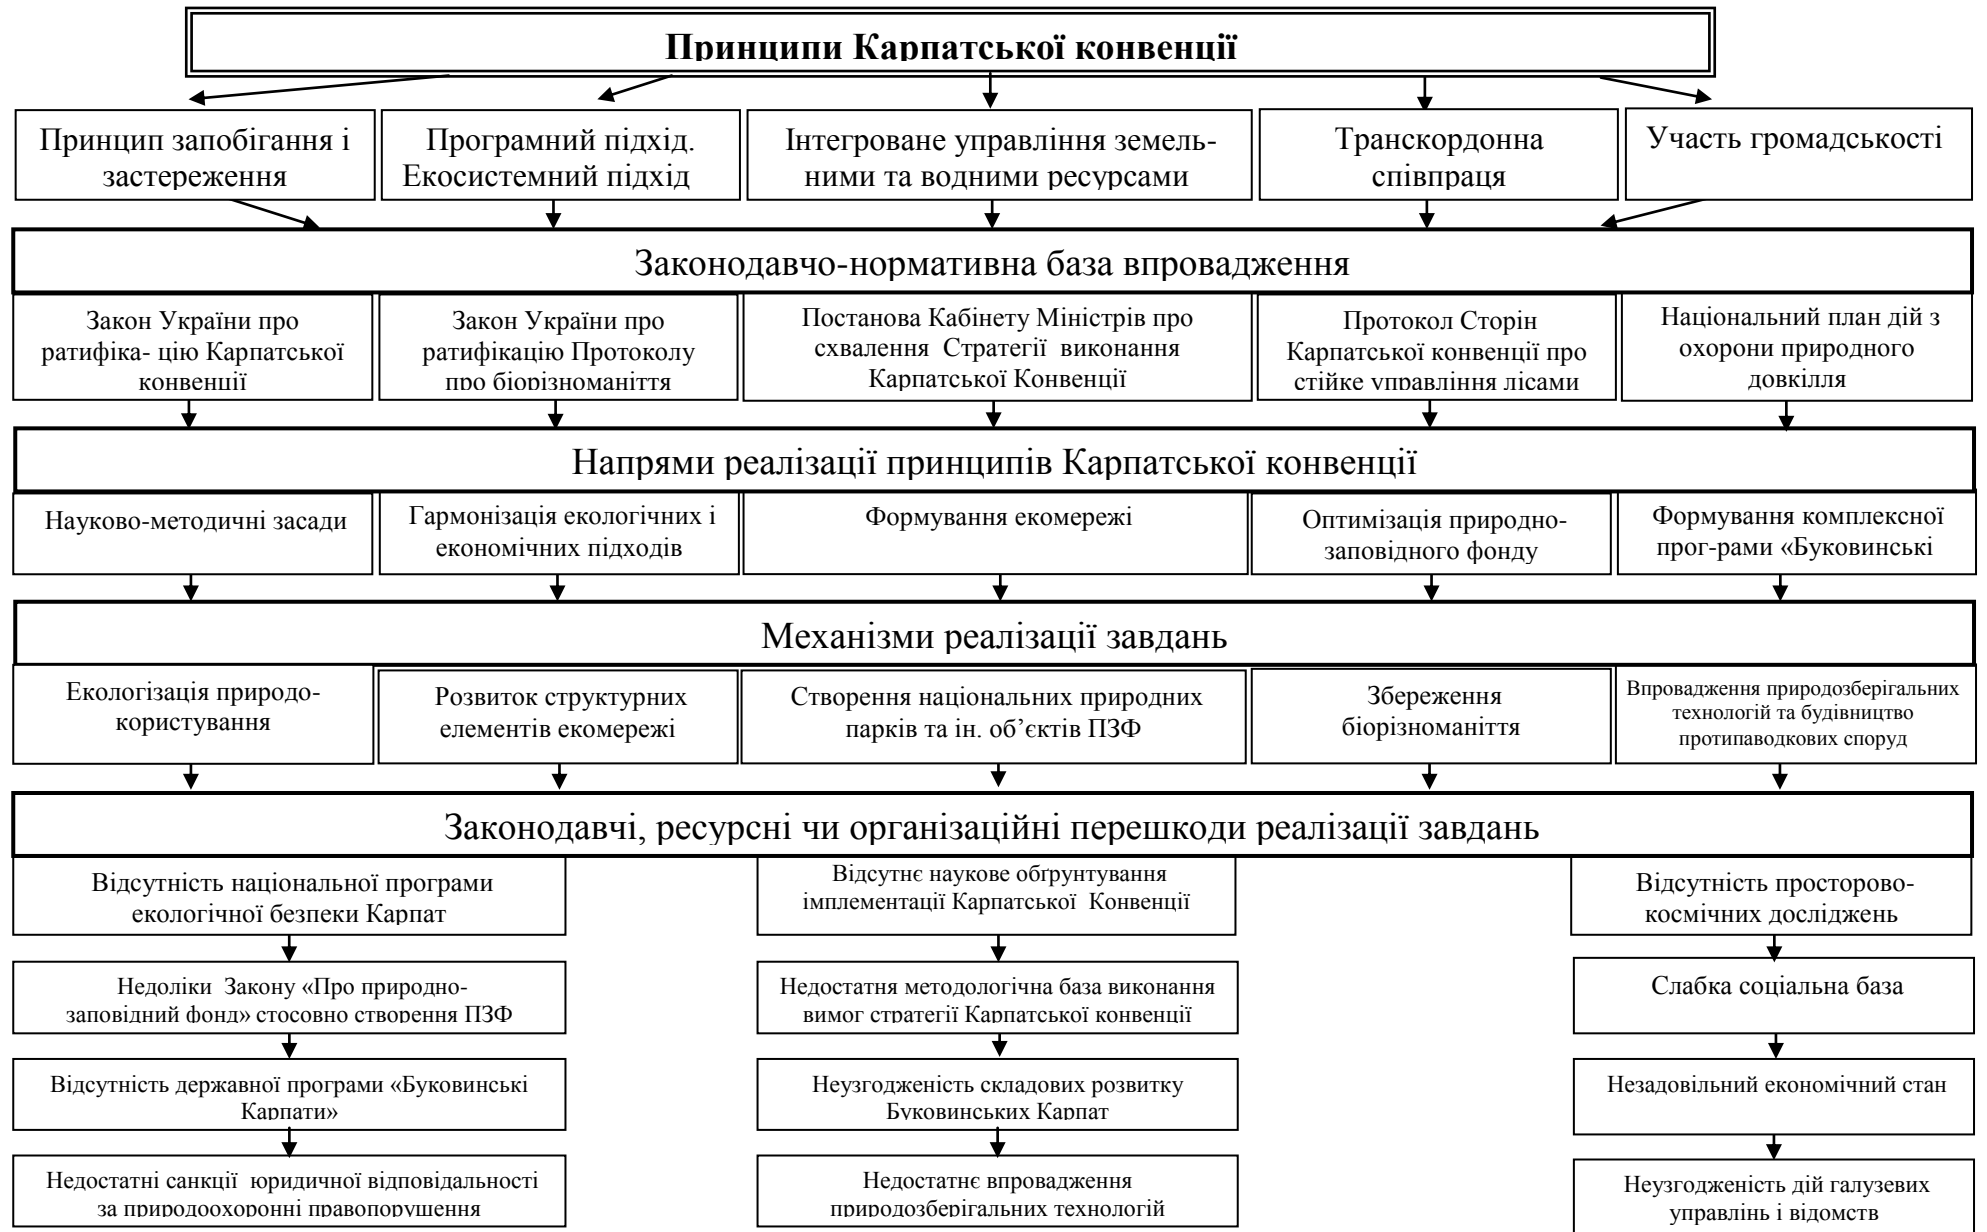 Принципи Карпатської конвенції
Принцип запобігання і
застереження
Програмний підхід.
Екосистемний підхід
Інтегроване управління земель-
ними та водними ресурсами
Транскордонна
співпраця
Участь громадськості
Законодавчо-нормативна база впровадження
Закон України про
ратифіка- цію Карпатської
конвенції
Закон України про
ратифікацію Протоколу
про біорізноманіття
Постанова Кабінету Міністрів про
схвалення Стратегії виконання
Карпатської Конвенції
Протокол Сторін
Карпатської конвенції про
стійке управління лісами
Національний план дій з
охорони природного
довкілля
Напрями реалізації принципів Карпатської конвенції
Науково-методичні засади
Гармонізація екологічних і
економічних підходів
Формування екомережі
Оптимізація природно-
заповідного фонду
Формування комплексної
прог-рами «Буковинські
Механізми реалізації завдань
Екологізація природо-
користування
Розвиток структурних
елементів екомережі
Створення національних природних
парків та ін. об’єктів ПЗФ
Збереження
біорізноманіття
Впровадження природозберігальних
технологій та будівництво
протипаводкових споруд
Законодавчі, ресурсні чи організаційні перешкоди реалізації завдань
Відсутність національної програми
екологічної безпеки Карпат
Відсутнє наукове обґрунтування
імплементації Карпатської Конвенції
Відсутність просторово-
космічних досліджень
Недоліки Закону «Про природно-
заповідний фонд» стосовно створення ПЗФ
Недостатня методологічна база виконання
вимог стратегії Карпатської конвенції
Слабка соціальна база
Відсутність державної програми «Буковинські
Карпати»
Неузгодженість складових розвитку
Буковинських Карпат
Незадовільний економічний стан
Недостатні санкції юридичної відповідальності
за природоохоронні правопорушення
Недостатнє впровадження
природозберігальних технологій
Неузгодженість дій галузевих
управлінь і відомств